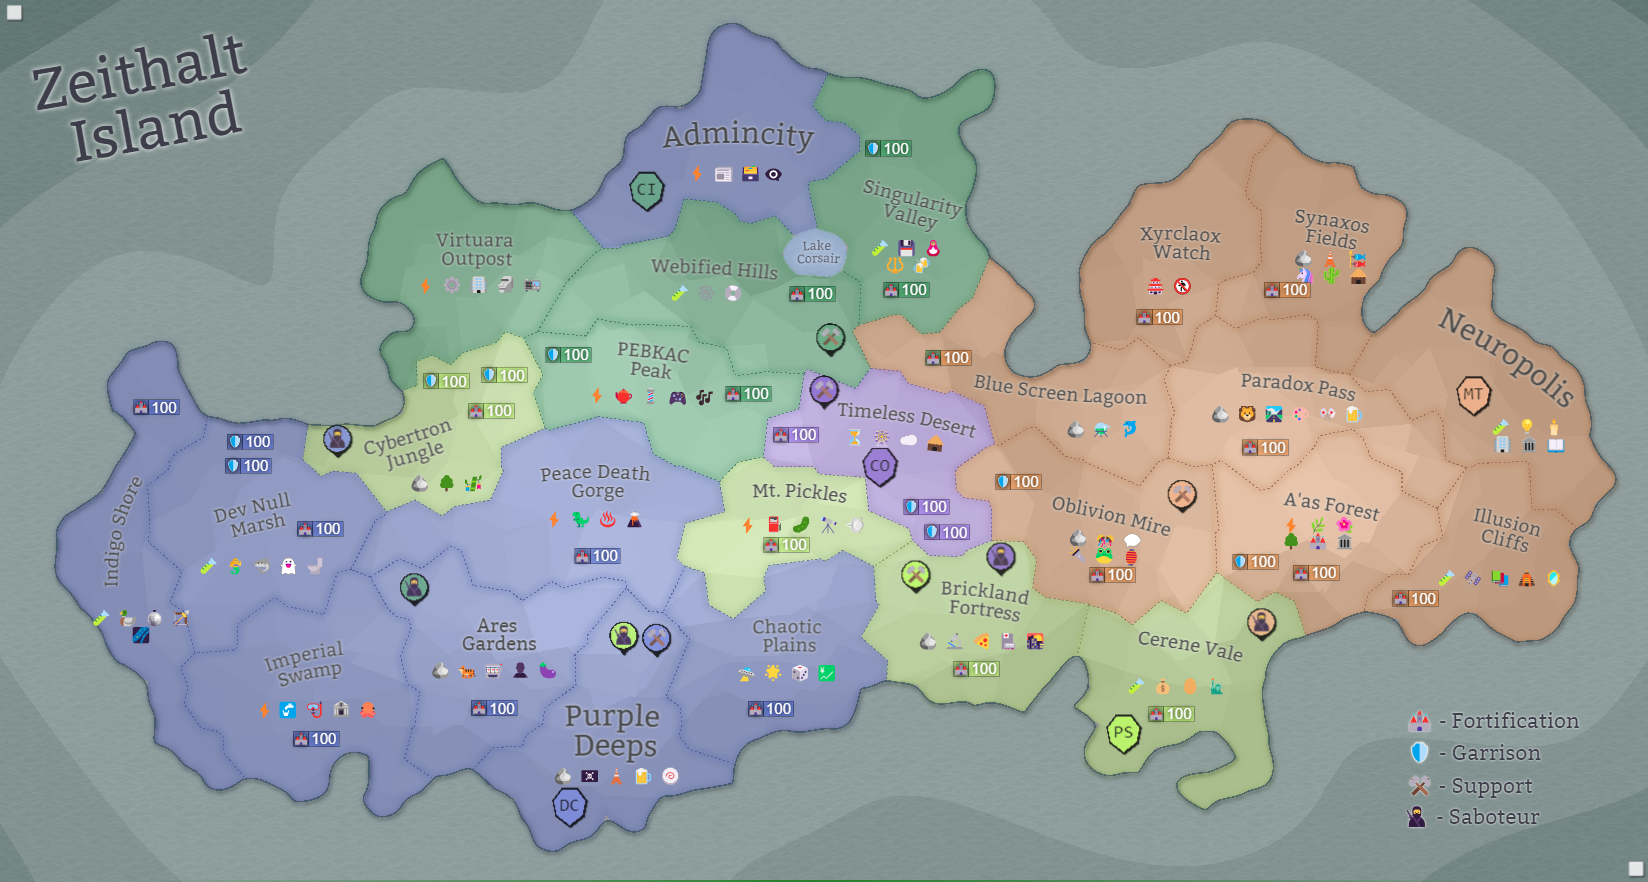 Zeithalt
Island
Admincity
CI
100
Singularity
Valley
100
Virtuara
Outpost
Webified Hills
Lake
Corsair
100
Xyrclaox
Watch
100
Synaxos
Fields
100
Neuropolis
MT
PEBKAC
Peak
100
100
100
Blue Screen Lagoon
Paradox Pass
100
100
100
100
Cybertron
Jungle
Timeless Desert
100
CO
100
100
100
Indigo Shore
100
100
Dev Null
Marsh
100
Peace Death
Gorge
100
Mt. Pickles
100
100
Oblivion Mire
100
A'as Forest
100
100
Illusion
Cliffs
100
Brickland
Fortress
100
Cerene Vale
100
PS
Imperial
Swamp
100
Ares
Gardens
100
Chaotic
Plains
100
Purple
Deeps
DC
- Fortification
- Garrison
- Support
- Saboteur